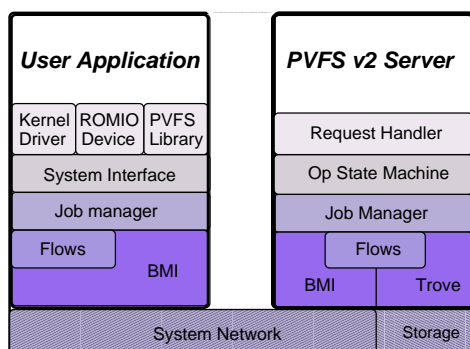 User Application
Kernel Driver
ROMIO Device
PVFS Library
System Interface
Job manager
Flows
BMI
PVFS v2 Server
Request Handler
Op State Machine
Job Manager
Flows
BMI
Trove
System Network
Storage